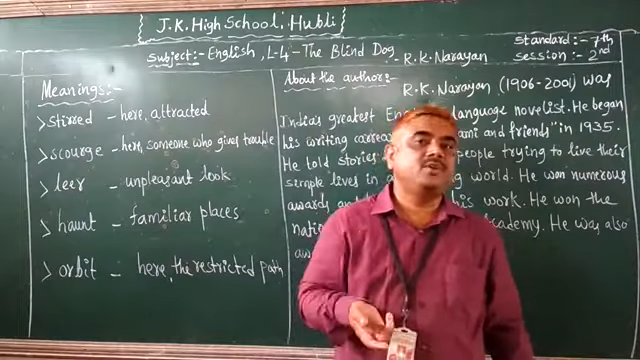 J.K. High School : Hubli
Subject:- English, L-4- The Blind Dog - R.K. Narayan
Standard:- 7th
Session:- 2nd
Meanings:-
> stirred - here, attracted
> scourge - here, someone who gives trouble
> leer - unpleasant look
> haunt - familiar places
> orbit - here, the restricted path
About the author:-
R.K. Narayan (1906-2001) was
India's greatest language novelist. He began
his writing and friends" in 1935.
He told stories people trying to live their
simple lives in world. He won numerous
awards his work. He won the
He was also